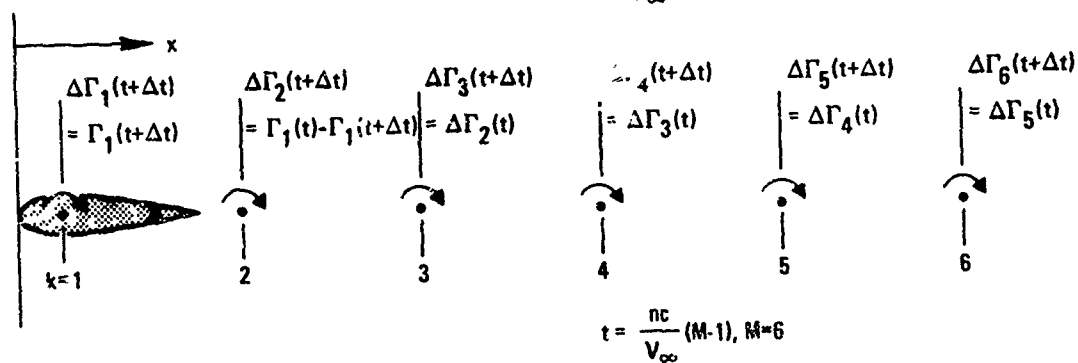 ∞
x
ΔΓ₁(t+Δt) ΔΓ₂(t+Δt) ΔΓ₃(t+Δt) ₄(t+Δt) ΔΓ₅(t+Δt) ΔΓ₆(t+Δt)
= Γ₁(t+Δt) = Γ₁(t)-Γ₁(t+Δt) = ΔΓ₂(t) = ΔΓ₃(t) = ΔΓ₄(t) = ΔΓ₅(t)
k=1 2 3 4 5 6
t = nc/V∞ (M-1), M=6